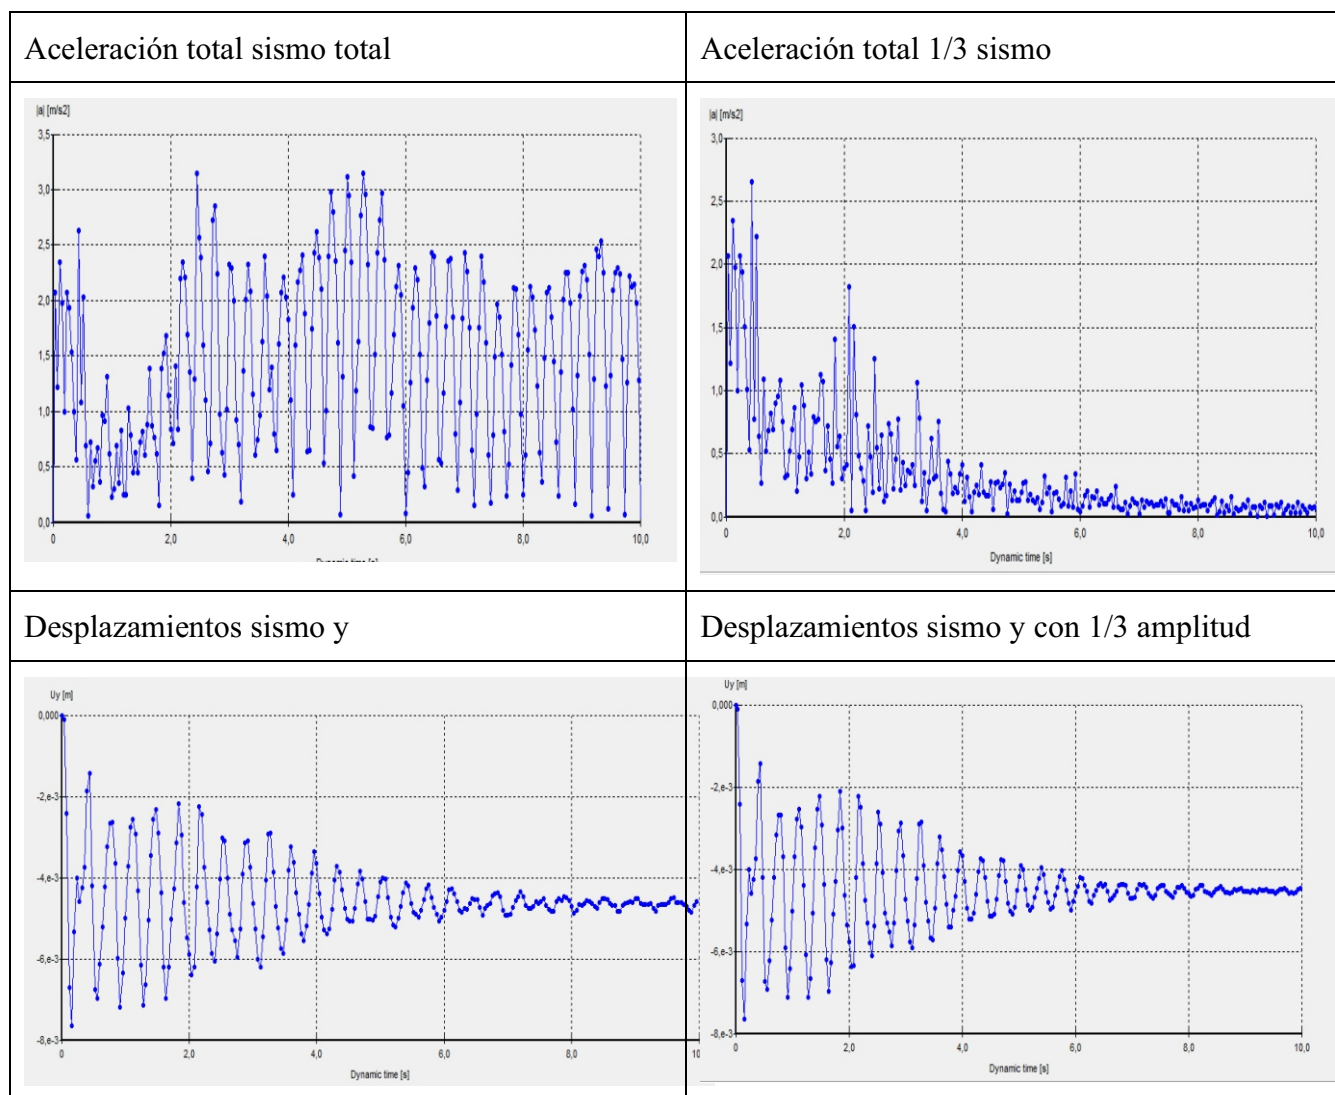 Aceleración total sismo total
Aceleración total 1/3 sismo
|a| [m/s2]
3,5
3,0
2,5
2,0
1,5
1,0
0,5
0,0
0
2,0
4,0
6,0
8,0
10,0
Dynamic time [s]
|a| [m/s2]
3,0
2,5
2,0
1,5
1,0
0,5
0,0
0
2,0
4,0
6,0
8,0
10,0
Dynamic time [s]
Desplazamientos sismo y
Desplazamientos sismo y con 1/3 amplitud
Uy [m]
0,000
-2,e-3
-4,e-3
-6,e-3
-8,e-3
0
2,0
4,0
6,0
8,0
10
Dynamic time [s]
Uy [m]
0,000
-2,e-3
-4,e-3
-6,e-3
-8,e-3
0
2,0
4,0
6,0
8,0
10,0
Dynamic time [s]